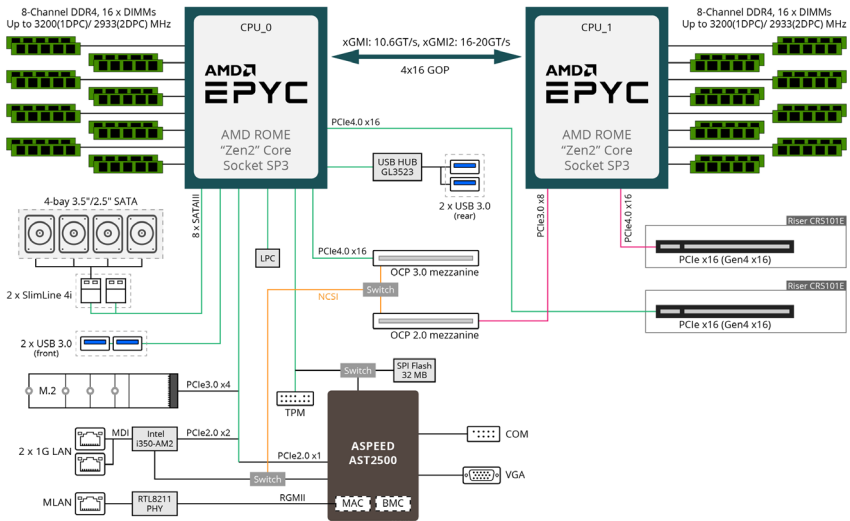 8-Channel DDR4, 16 x DIMMs
Up to 3200(1DPC)/ 2933(2DPC) MHz
CPU_0
AMD
EPYC
AMD ROME
"Zen2" Core
Socket SP3
xGMI: 10.6GT/s, xGMI2: 16-20GT/s
4x16 GOP
CPU_1
AMD
EPYC
AMD ROME
"Zen2" Core
Socket SP3
8-Channel DDR4, 16 x DIMMs
Up to 3200(1DPC)/ 2933(2DPC) MHz
PCIe4.0 x16
USB HUB
GL3523
2 x USB 3.0
(rear)
4-bay 3.5"/2.5" SATA
8 x SATAIII
PCIe3.0 x8
PCIe4.0 x16
Riser CRS101E
PCIe x16 (Gen4 x16)
LPC
PCIe4.0 x16
OCP 3.0 mezzanine
2 x SlimLine 4i
NCSI
Switch
Riser CRS101E
PCIe x16 (Gen4 x16)
OCP 2.0 mezzanine
2 x USB 3.0
(front)
Switch
SPI Flash
32 MB
M.2
PCIe3.0 x4
TPM
2 x 1G LAN
MDI
Intel
i350-AM2
PCIe2.0 x2
PCIe2.0 x1
ASPEED
AST2500
COM
VGA
Switch
MLAN
RTL8211
PHY
RGMII
MAC
BMC